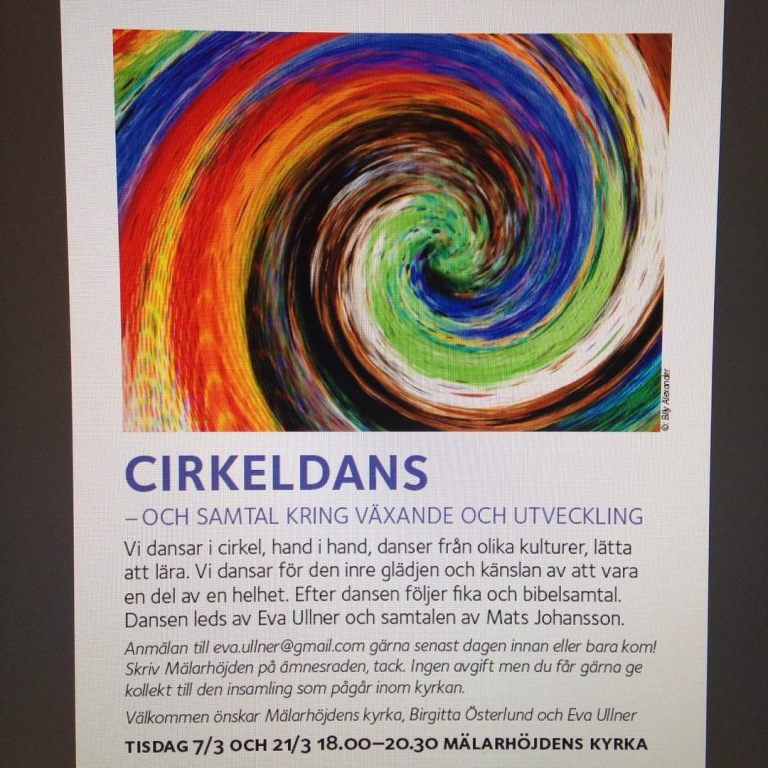 © Billy Alexander
CIRKELDANS
– OCH SAMTAL KRING VÄXANDE OCH UTVECKLING
Vi dansar i cirkel, hand i hand, danser från olika kulturer, lätta
att lära. Vi dansar för den inre glädjen och känslan av att vara
en del av en helhet. Efter dansen följer fika och bibelsamtal.
Dansen leds av Eva Ullner och samtalen av Mats Johansson.
Anmälan till eva.ullner@gmail.com gärna senast dagen innan eller bara kom!
Skriv Mälarhöjden på ämnesraden, tack. Ingen avgift men du får gärna ge
kollekt till den insamling som pågår inom kyrkan.
Välkommen önskar Mälarhöjdens kyrka, Birgitta Österlund och Eva Ullner
TISDAG 7/3 OCH 21/3 18.00–20.30 MÄLARHÖJDENS KYRKA